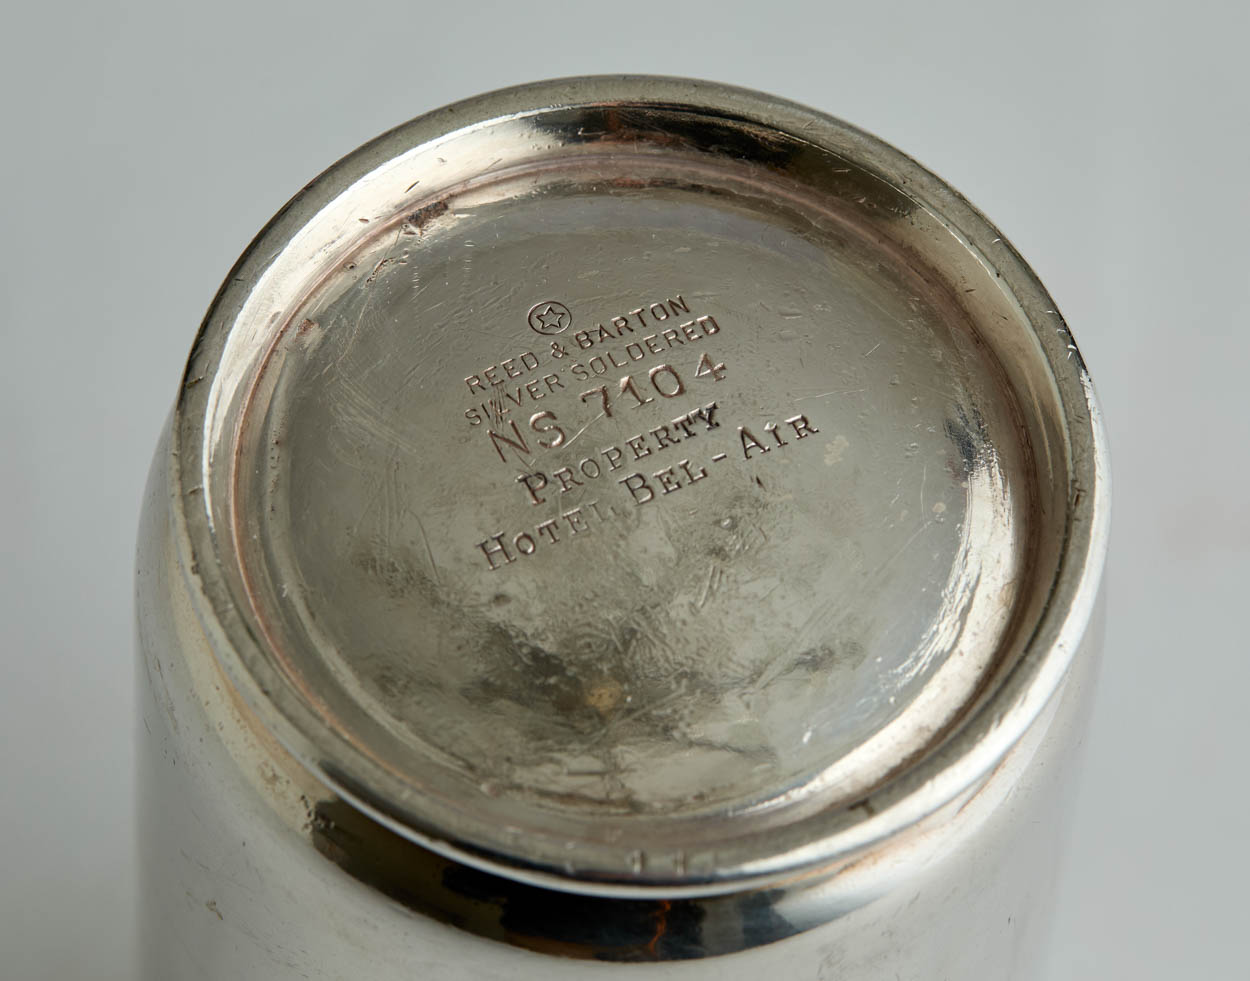 REED & BARTON
SILVER SOLDERED
NS 7104
PROPERTY
HOTEL BEL-AIR